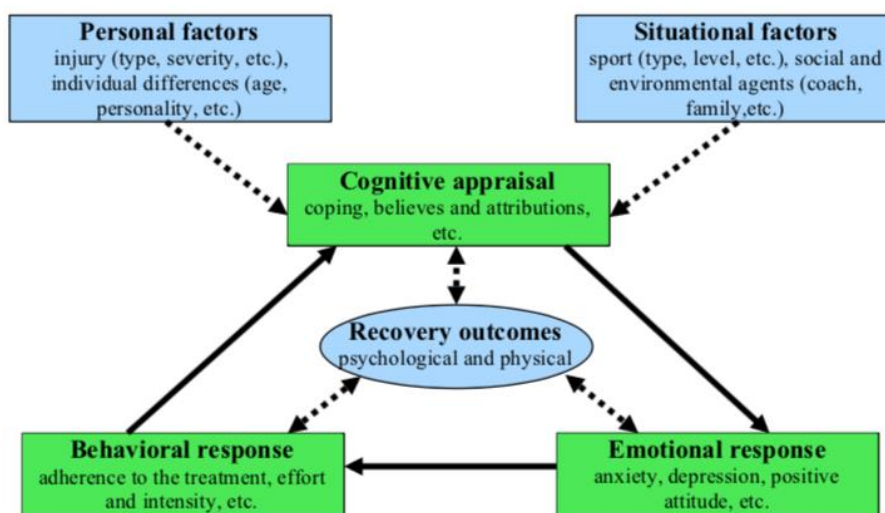 Personal factors
injury (type, severity, etc.),
individual differences (age,
personality, etc.)
Situational factors
sport (type, level, etc.), social and
environmental agents (coach,
family,etc.)
Cognitive appraisal
coping, believes and attributions,
etc.
Recovery outcomes
psychological and physical
Behavioral response
adherence to the treatment, effort
and intensity, etc.
Emotional response
anxiety, depression, positive
attitude, etc.